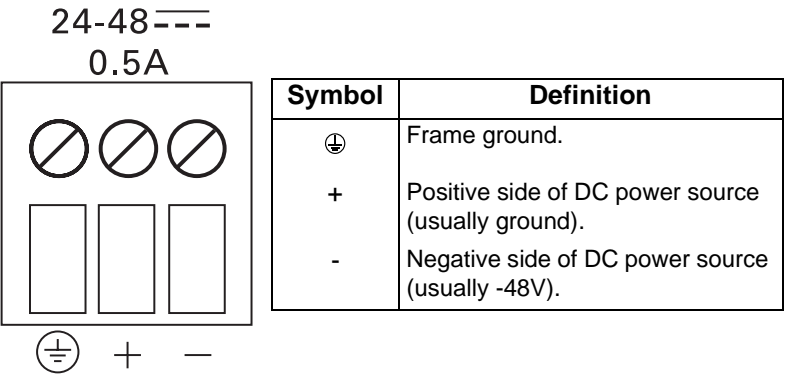 24-48⎓
0.5A
Symbol Definition
⏚ Frame ground.
+ Positive side of DC power source
(usually ground).
- Negative side of DC power source
(usually -48V).
⏚ + −